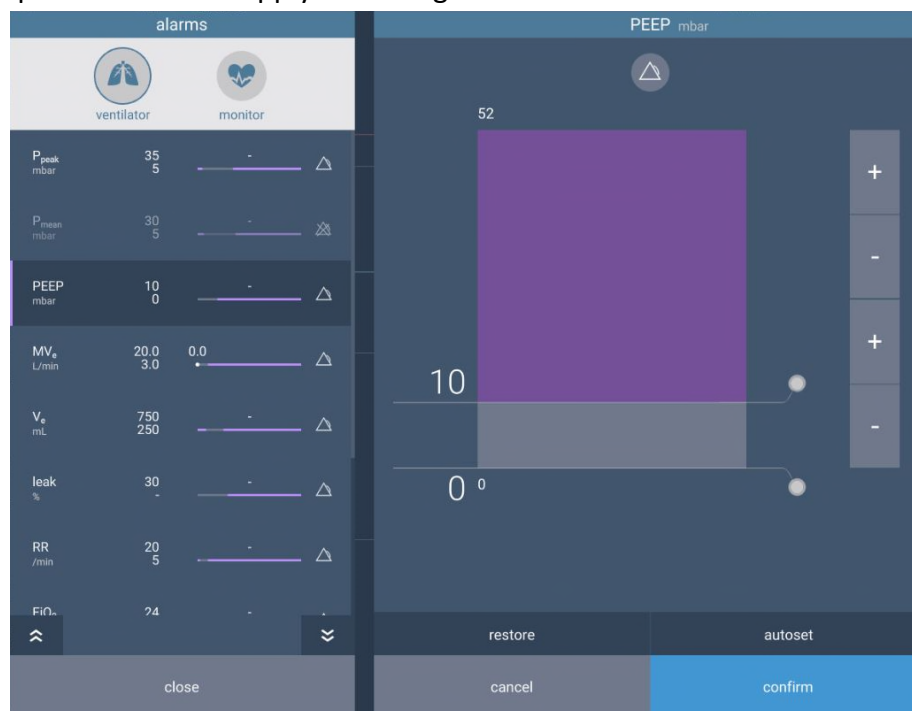 alarms
PEEP mbar
ventilator monitor
52
Ppeak 35 -
mbar 5
Pmean 30 -
mbar 5
PEEP 10 -
mbar 0
MVe 20.0 0.0
L/min 3.0
Ve 750 -
mL 250
leak 30 -
% -
RR 20 -
/min 5
24 -
+
-
+
-
10
0 0
restore autoset
close cancel confirm